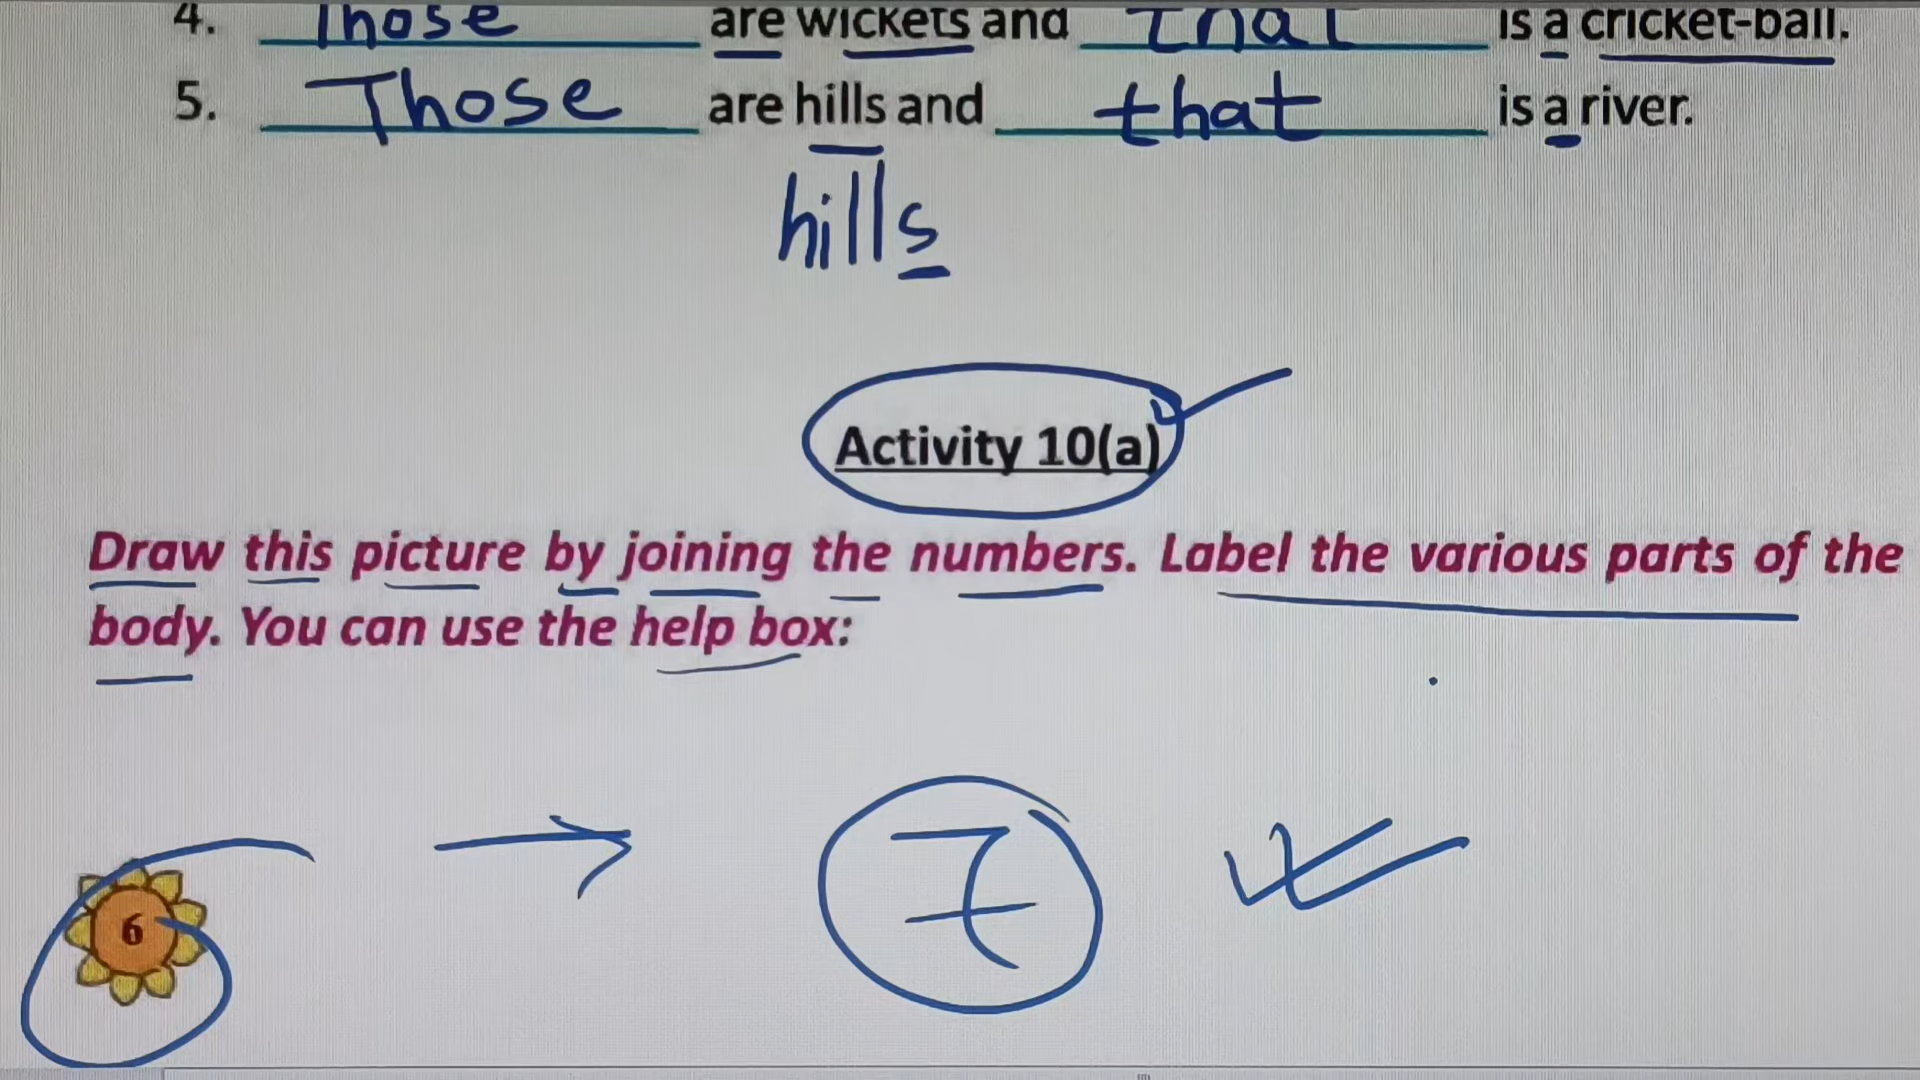 4. Those are wickets and that is a cricket-ball.
5. Those are hills and that is a river.
hills
Activity 10(a)
Draw this picture by joining the numbers. Label the various parts of the
body. You can use the help box:
6
7